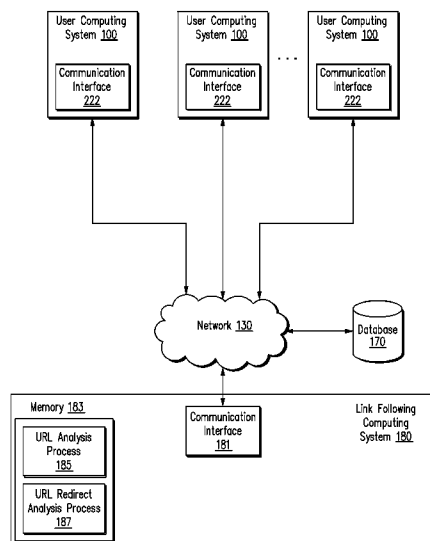 User Computing
System 100
Communication
Interface
222
User Computing
System 100
Communication
Interface
222
...
User Computing
System 100
Communication
Interface
222
Network 130
Database
170
Memory 183
URL Analysis
Process
185
URL Redirect
Analysis Process
187
Communication
Interface
181
Link Following
Computing
System 180